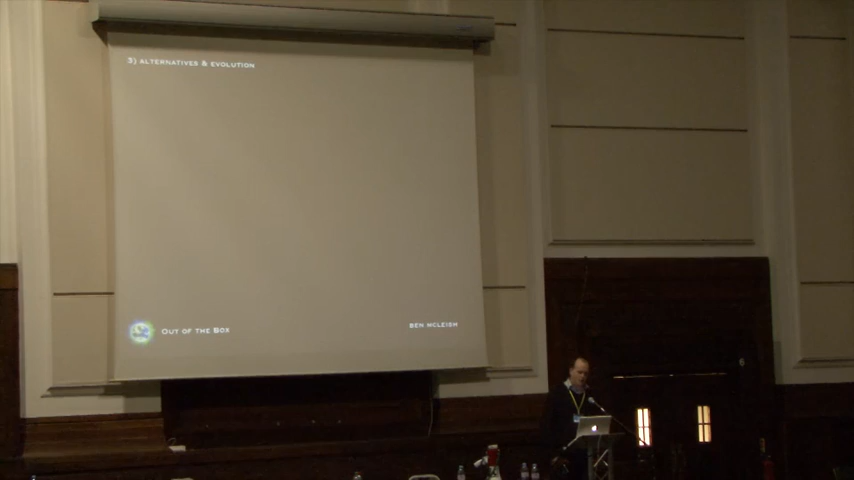 3) ALTERNATIVES & EVOLUTION
OUT OF THE BOX
BEN MCLEISH